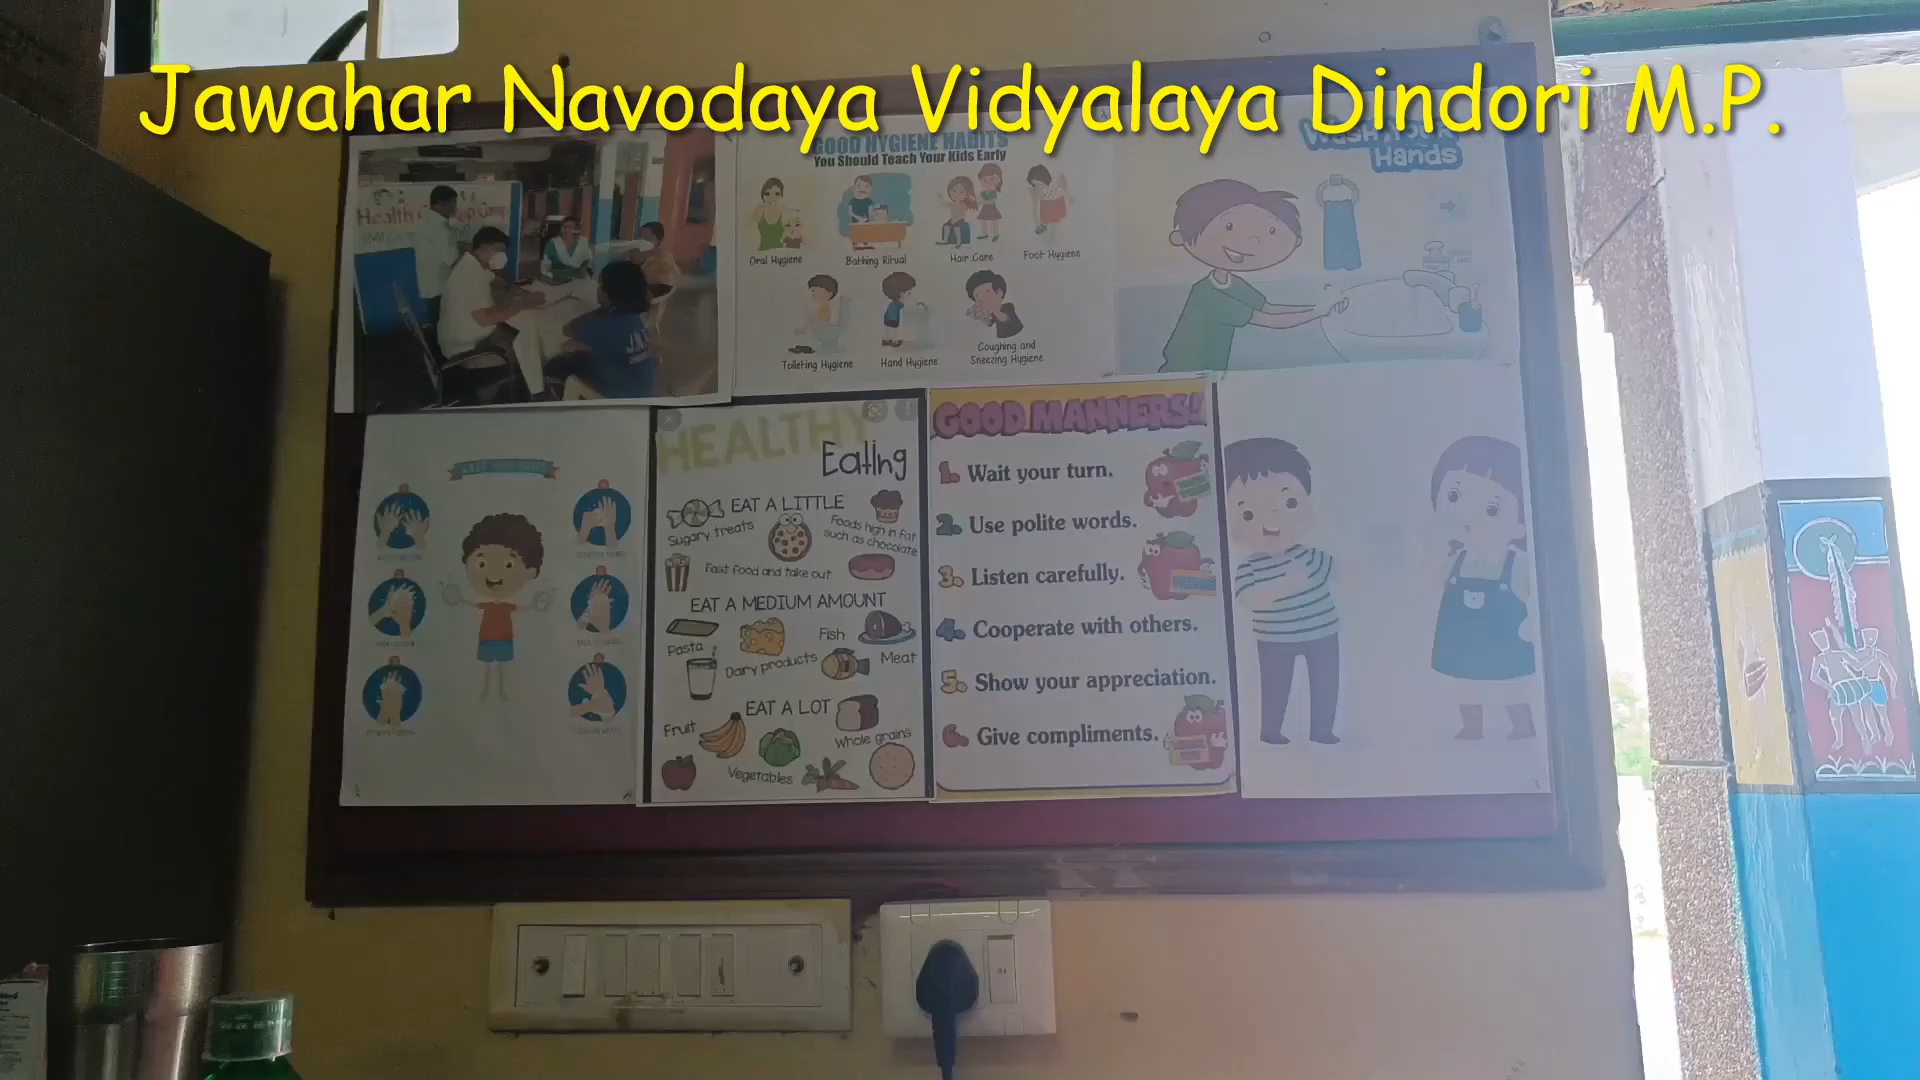 Jawahar Navodaya Vidyalaya Dindori M.P.
Health
Camp
GOOD HYGIENE HABITS
You Should Teach Your Kids Early
Oral Hygiene
Bathing Ritual
Hair Care
Foot Hygiene
Toileting Hygiene
Hand Hygiene
Coughing and
Sneezing Hygiene
Wash Your
Hands
HEALTHY
Eating
EAT A LITTLE
Sugary treats
Foods high in fat
such as chocolate
Fast food and take out
EAT A MEDIUM AMOUNT
Pasta
Dairy products
Fish
Meat
EAT A LOT
Fruit
Vegetables
Whole grains
GOOD MANNERS!
1. Wait your turn.
2. Use polite words.
3. Listen carefully.
4. Cooperate with others.
5. Show your appreciation.
6. Give compliments.